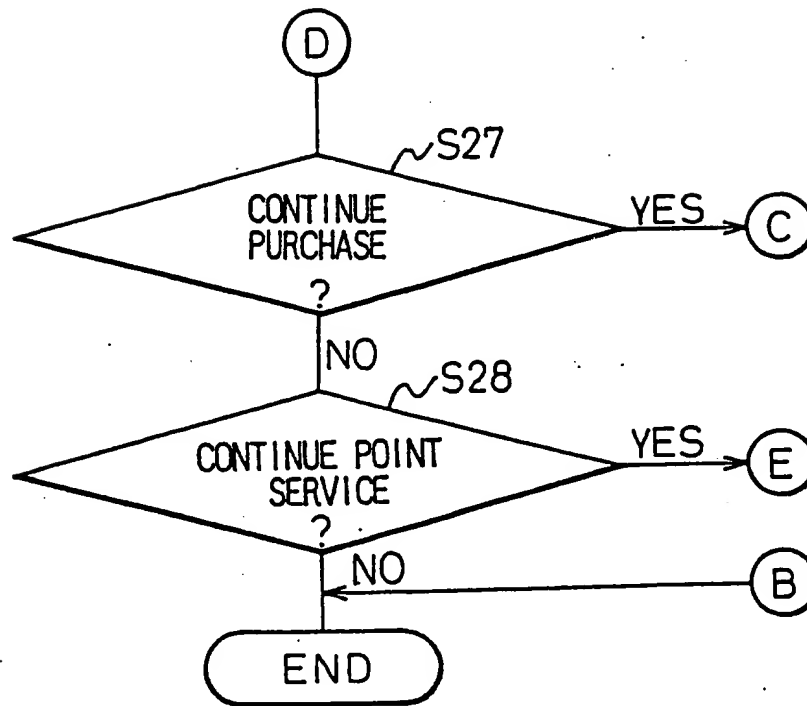 D
S27
CONTINUE
PURCHASE
?
YES
C
NO
S28
CONTINUE POINT
SERVICE
?
YES
E
NO
B
END